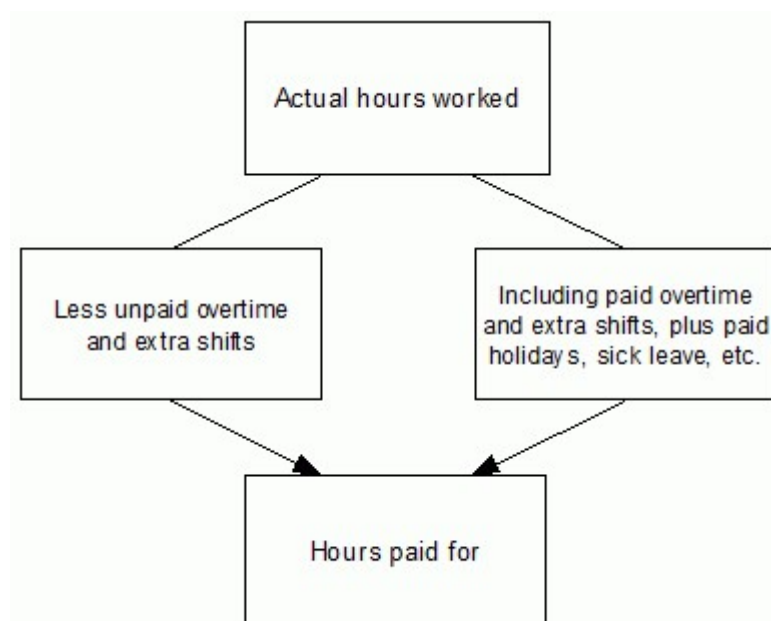 Actual hours worked
Less unpaid overtime
and extra shifts
Including paid overtime
and extra shifts, plus paid
holidays, sick leave, etc.
Hours paid for